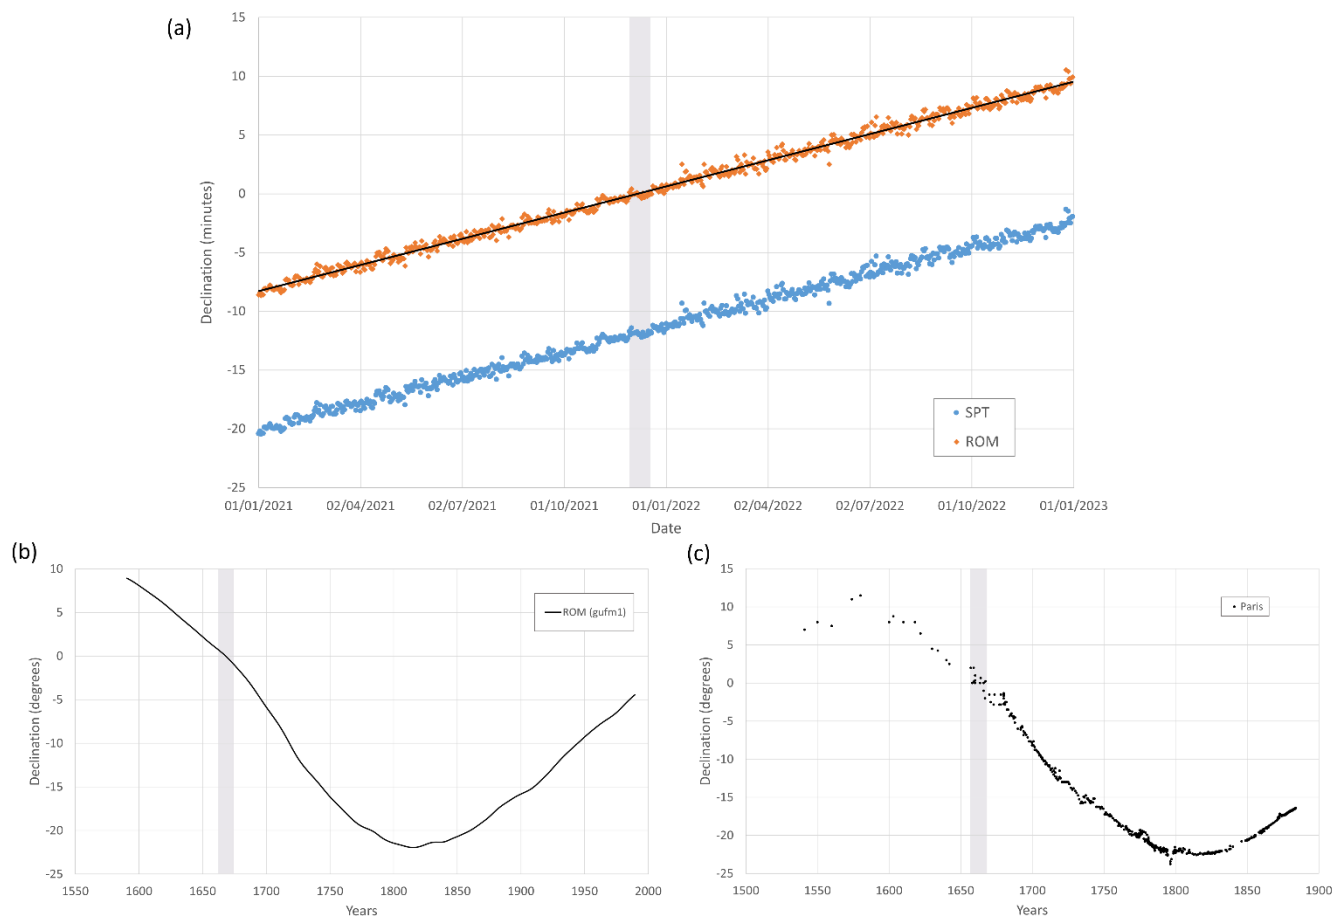 (a)
15
10
5
0
-5
-10
-15
-20
-25
Declination (minutes)
SPT
ROM
01/01/2021 02/04/2021 02/07/2021 01/10/2021 01/01/2022 02/04/2022 02/07/2022 01/10/2022 01/01/2023
Date
(b)
10
5
0
-5
-10
-15
-20
-25
Declination (degrees)
ROM (gufm1)
1550 1600 1650 1700 1750 1800 1850 1900 1950 2000
Years
(c)
15
10
5
0
-5
-10
-15
-20
-25
Declination (degrees)
Paris
1500 1550 1600 1650 1700 1750 1800 1850 1900
Years